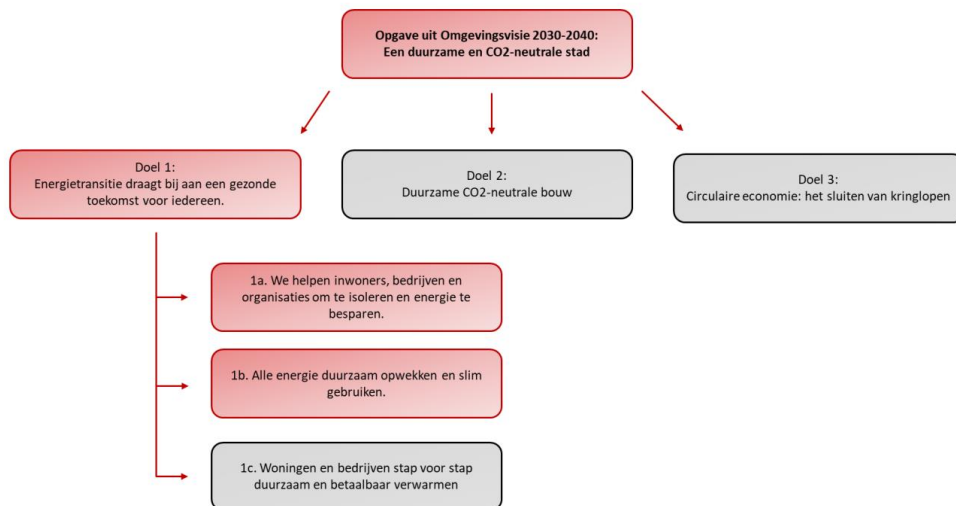 Opgave uit Omgevingsvisie 2030-2040:
Een duurzame en CO2-neutrale stad
Doel 1:
Energietransitie draagt bij aan een gezonde
toekomst voor iedereen.
Doel 2:
Duurzame CO2-neutrale bouw
Doel 3:
Circulaire economie: het sluiten van kringlopen
1a. We helpen inwoners, bedrijven en
organisaties om te isoleren en energie te
besparen.
1b. Alle energie duurzaam opwekken en slim
gebruiken.
1c. Woningen en bedrijven stap voor stap
duurzaam en betaalbaar verwarmen